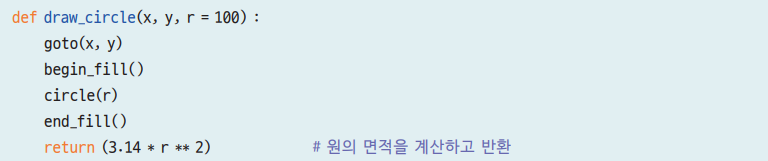 def draw_circle(x, y, r = 100) :
    goto(x, y)
    begin_fill()
    circle(r)
    end_fill()
    return (3.14 * r ** 2)          # 원의 면적을 계산하고 반환